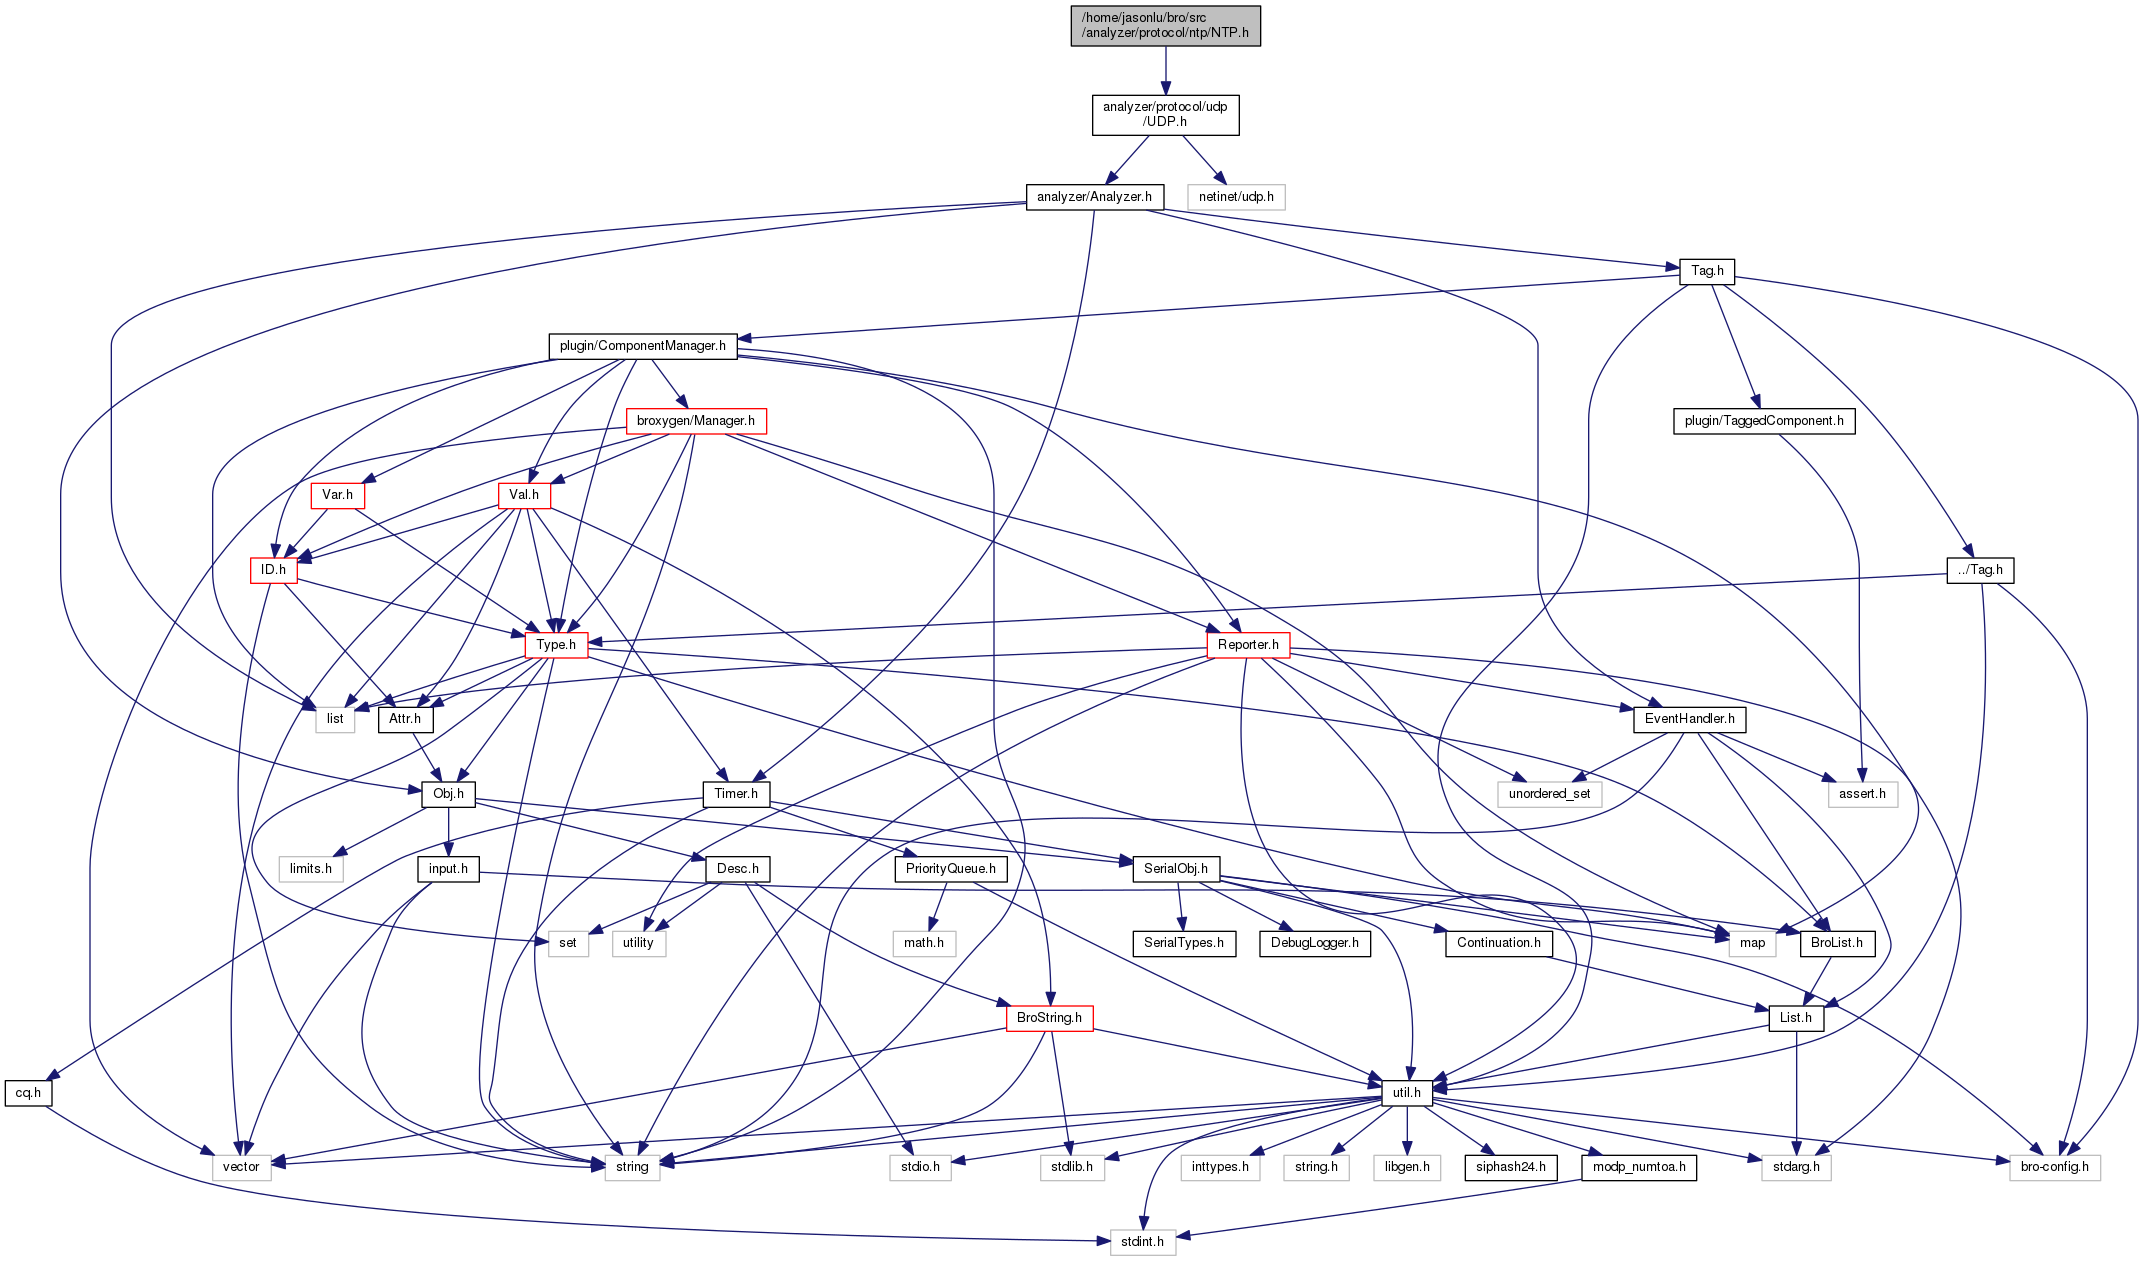 /home/jasonlu/bro/src
/analyzer/protocol/ntp/NTP.h
analyzer/protocol/udp
/UDP.h
analyzer/Analyzer.h
netinet/udp.h
Tag.h
plugin/ComponentManager.h
broxygen/Manager.h
plugin/TaggedComponent.h
Var.h
Val.h
ID.h
../Tag.h
Type.h
Reporter.h
list
Attr.h
EventHandler.h
Obj.h
Timer.h
unordered_set
assert.h
limits.h
input.h
Desc.h
PriorityQueue.h
SerialObj.h
set
utility
math.h
SerialTypes.h
DebugLogger.h
Continuation.h
map
BroList.h
BroString.h
List.h
cq.h
util.h
vector
string
stdio.h
stdlib.h
inttypes.h
string.h
libgen.h
siphash24.h
modp_numtoa.h
stdarg.h
bro-config.h
stdint.h